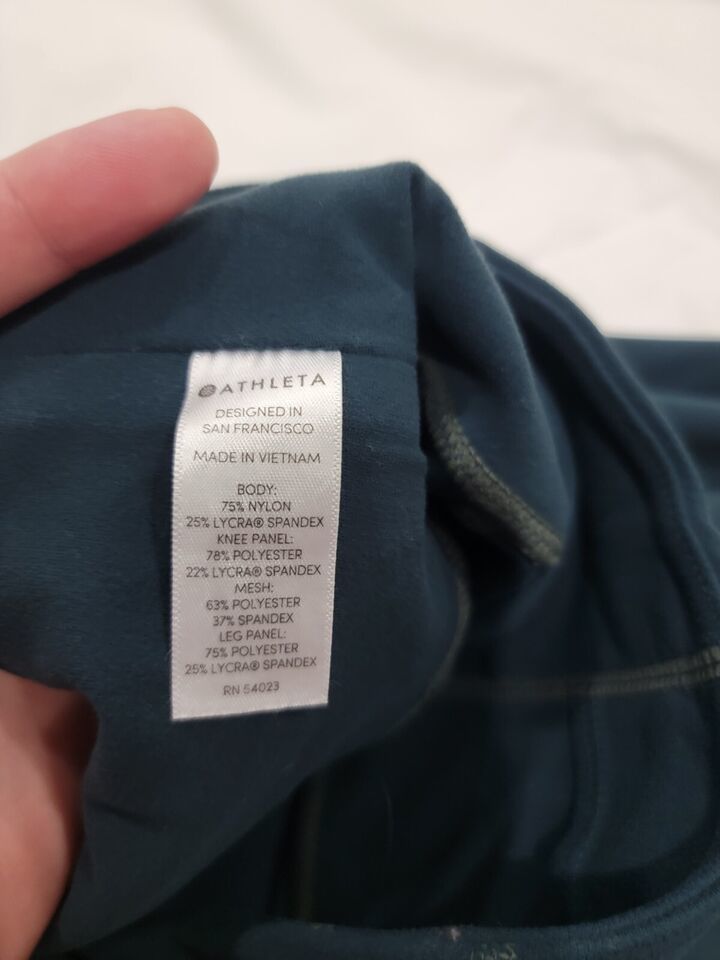 ATHLETA
DESIGNED IN
SAN FRANCISCO
MADE IN VIETNAM
BODY:
75% NYLON
25% LYCRA® SPANDEX
KNEE PANEL:
78% POLYESTER
22% LYCRA® SPANDEX
MESH:
63% POLYESTER
37% SPANDEX
LEG PANEL:
75% POLYESTER
25% LYCRA® SPANDEX
RN 54023